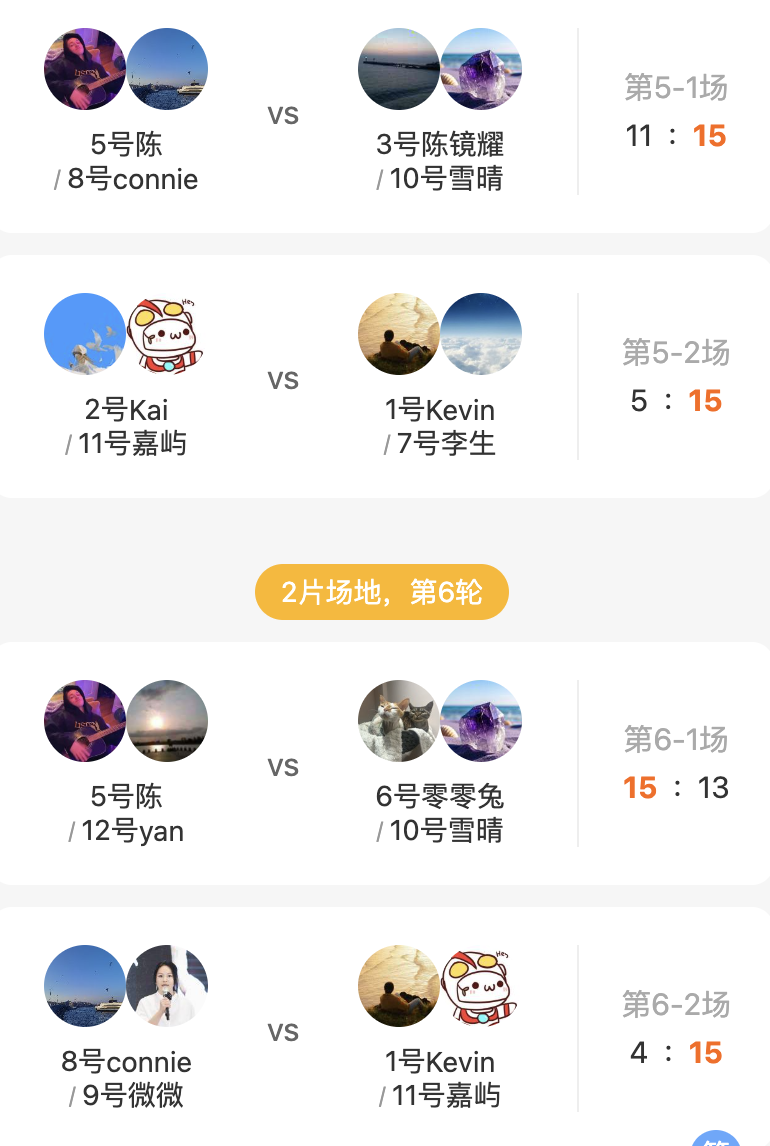 5号陈
/ 8号connie
vs
3号陈镜耀
/ 10号雪晴
第5-1场
11 : 15
Hey
2号Kai
/ 11号嘉屿
vs
1号Kevin
/ 7号李生
第5-2场
5 : 15
2片场地，第6轮
5号陈
/ 12号yan
vs
6号零零兔
/ 10号雪晴
第6-1场
15 : 13
8号connie
/ 9号微微
vs
Hey
1号Kevin
/ 11号嘉屿
第6-2场
4 : 15